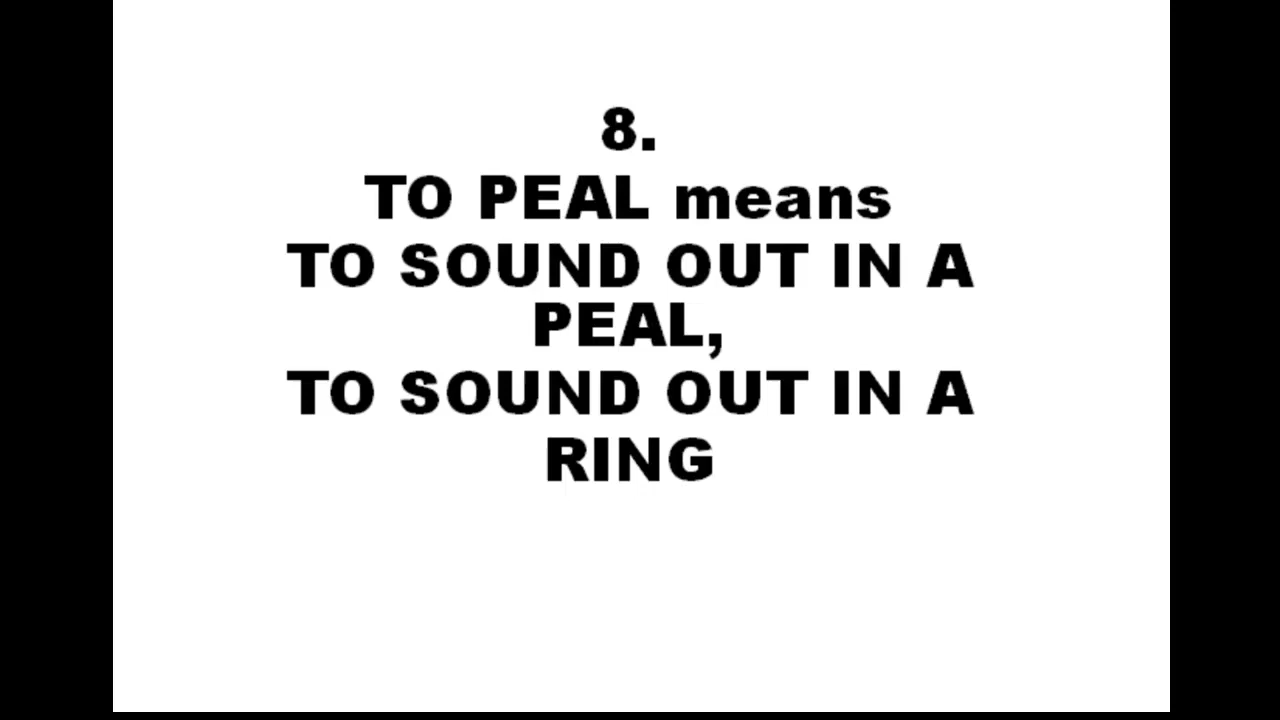 8.
TO PEAL means
TO SOUND OUT IN A
PEAL,
TO SOUND OUT IN A
RING